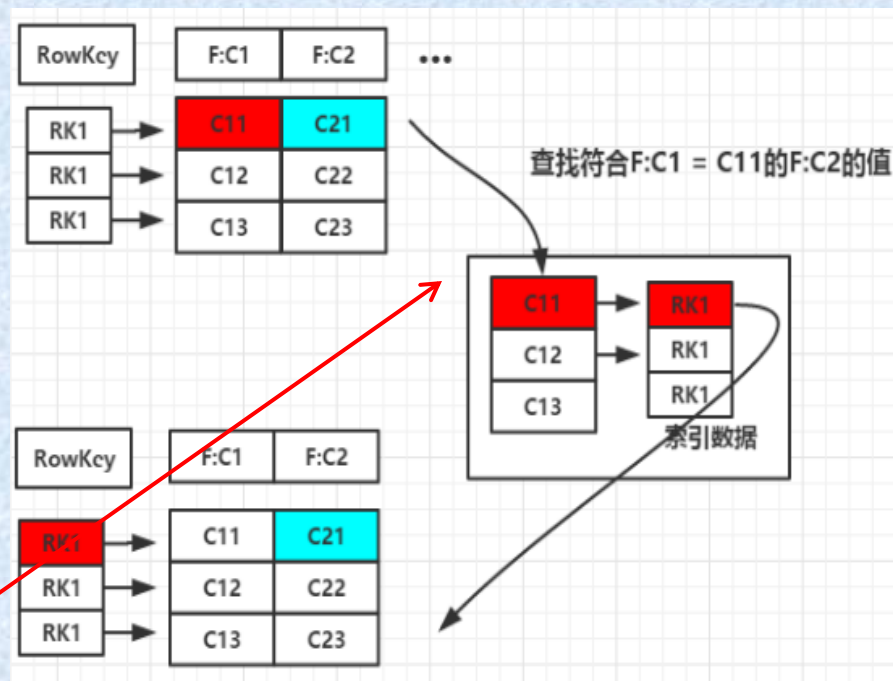 RowKey F:C1 F:C2 •••
RK1 C11 C21
RK1 C12 C22
RK1 C13 C23
查找符合F:C1 = C11的F:C2的值
C11 RK1
C12 RK1
C13 RK1
索引数据
RowKey F:C1 F:C2
RK1 C11 C21
RK1 C12 C22
RK1 C13 C23